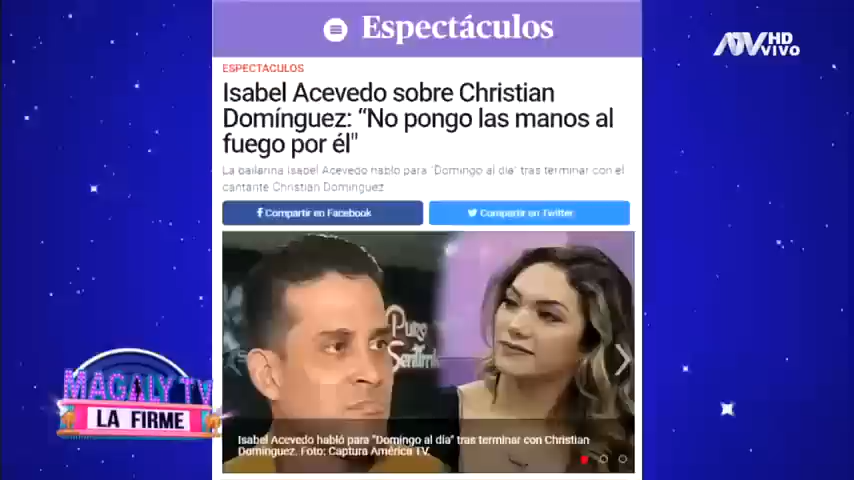 Espectáculos
ATV HD
VIVO
ESPECTACULOS
Isabel Acevedo sobre Christian
Domínguez: “No pongo las manos al
fuego por él"
La bailarina Isabel Acevedo habló para "Domingo al día" tras terminar con el
cantante Christian Domínguez
Compartir en Facebook
Compartir en Twitter
Puro
Sentimi
MAGALY TV
LA FIRME
Isabel Acevedo habló para "Domingo al día" tras terminar con Christian
Domínguez. Foto: Captura América TV.